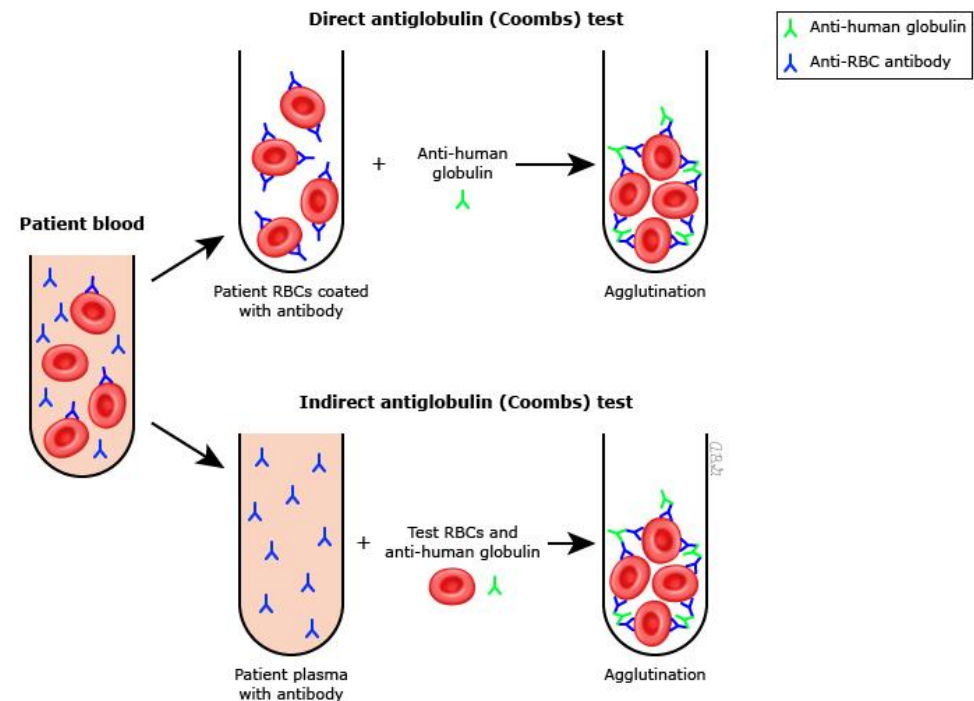 Direct antiglobulin (Coombs) test
Anti-human globulin
Anti-RBC antibody
+
Anti-human
globulin
Patient blood
Patient RBCs coated
with antibody
Agglutination
Indirect antiglobulin (Coombs) test
+
Test RBCs and
anti-human globulin
Patient plasma
with antibody
Agglutination